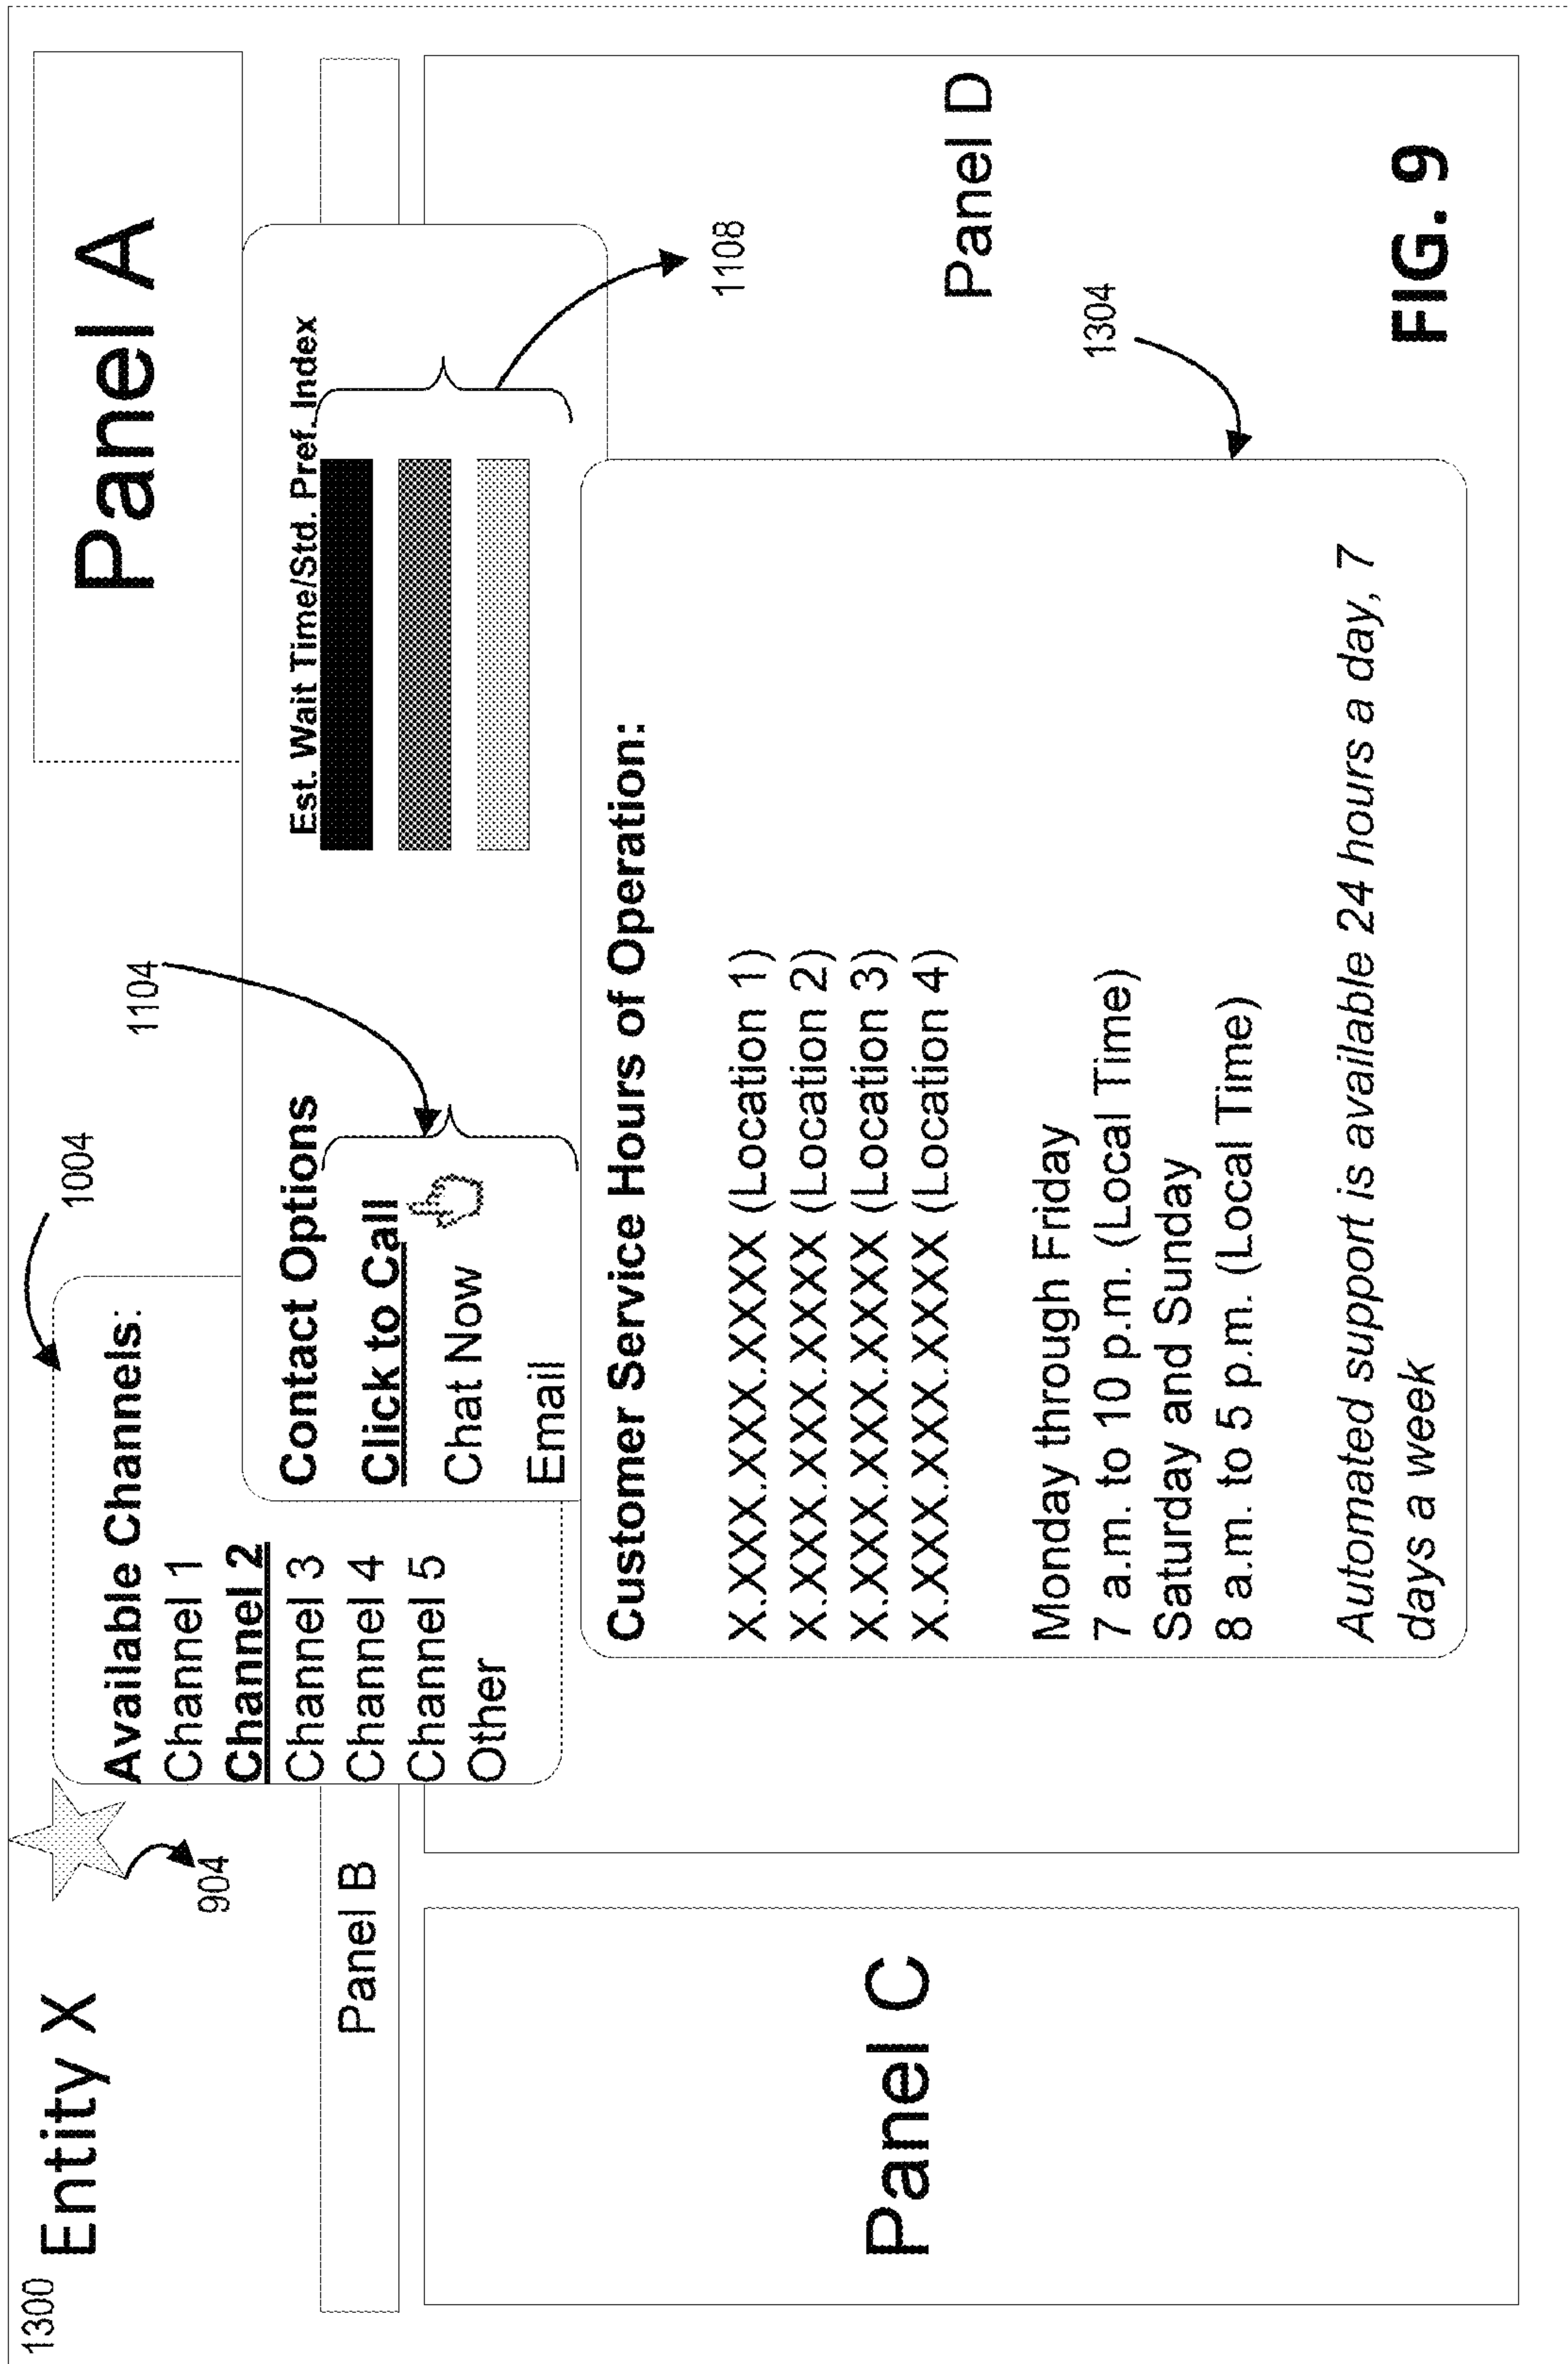 1300
Entity X
904
1004
1104
Panel A
Available Channels:
Channel 1
Channel 2
Channel 3
Channel 4
Channel 5
Other
Panel B
Contact Options
Est. Wait Time/Std. Pref. Index
Click to Call
Chat Now
Email
1108
Panel C
Panel D
Customer Service Hours of Operation:
X.XXX.XXX.XXXX (Location 1)
X.XXX.XXX.XXXX (Location 2)
X.XXX.XXX.XXXX (Location 3)
X.XXX.XXX.XXXX (Location 4)
Monday through Friday
7 a.m. to 10 p.m. (Local Time)
Saturday and Sunday
8 a.m. to 5 p.m. (Local Time)
Automated support is available 24 hours a day, 7
days a week
1304
FIG. 9